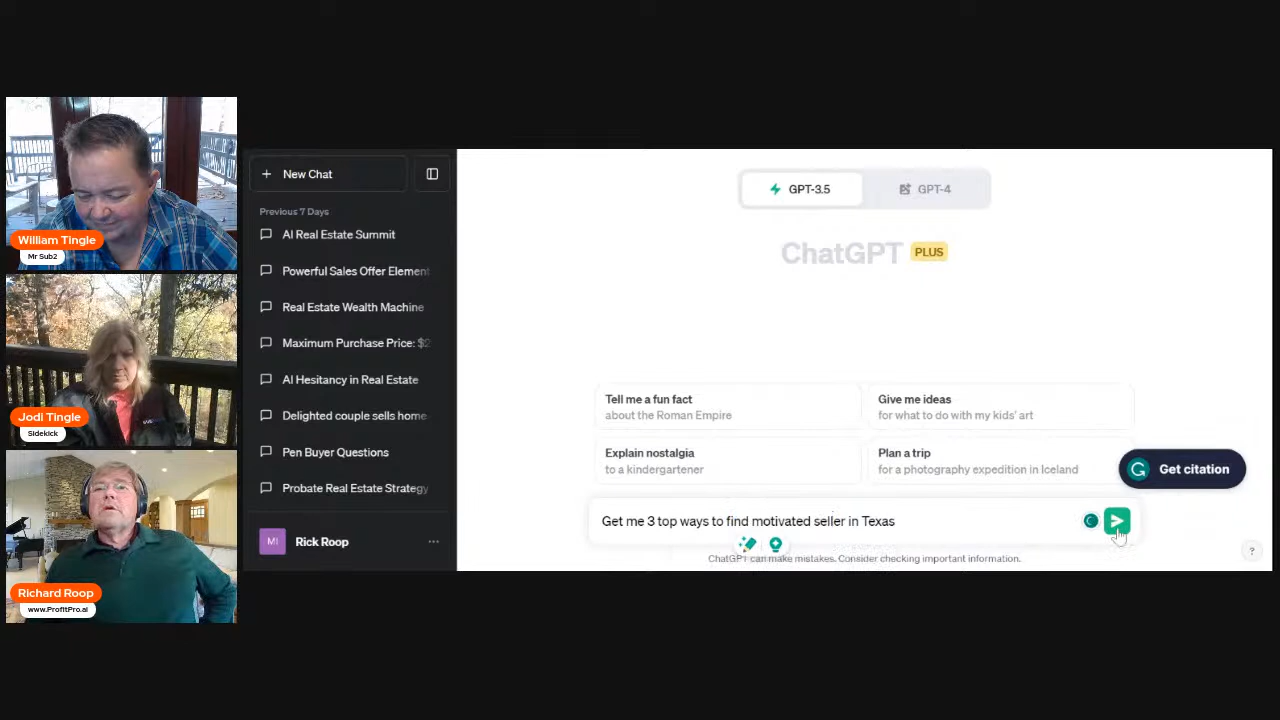 William Tingle
Mr Sub2
Jodi Tingle
Sidekick
Richard Roop
www.ProfitPro.ai
New Chat
Previous 7 Days
AI Real Estate Summit
Powerful Sales Offer Element
Real Estate Wealth Machine
Maximum Purchase Price: $2
AI Hesitancy in Real Estate
Delighted couple sells home
Pen Buyer Questions
Probate Real Estate Strategy
MI
Rick Roop
GPT-3.5
GPT-4
ChatGPT PLUS
Tell me a fun fact
about the Roman Empire
Give me ideas
for what to do with my kids' art
Explain nostalgia
to a kindergartener
Plan a trip
for a photography expedition in Iceland
Get citation
Get me 3 top ways to find motivated seller in Texas
ChatGPT can make mistakes. Consider checking important information.
?